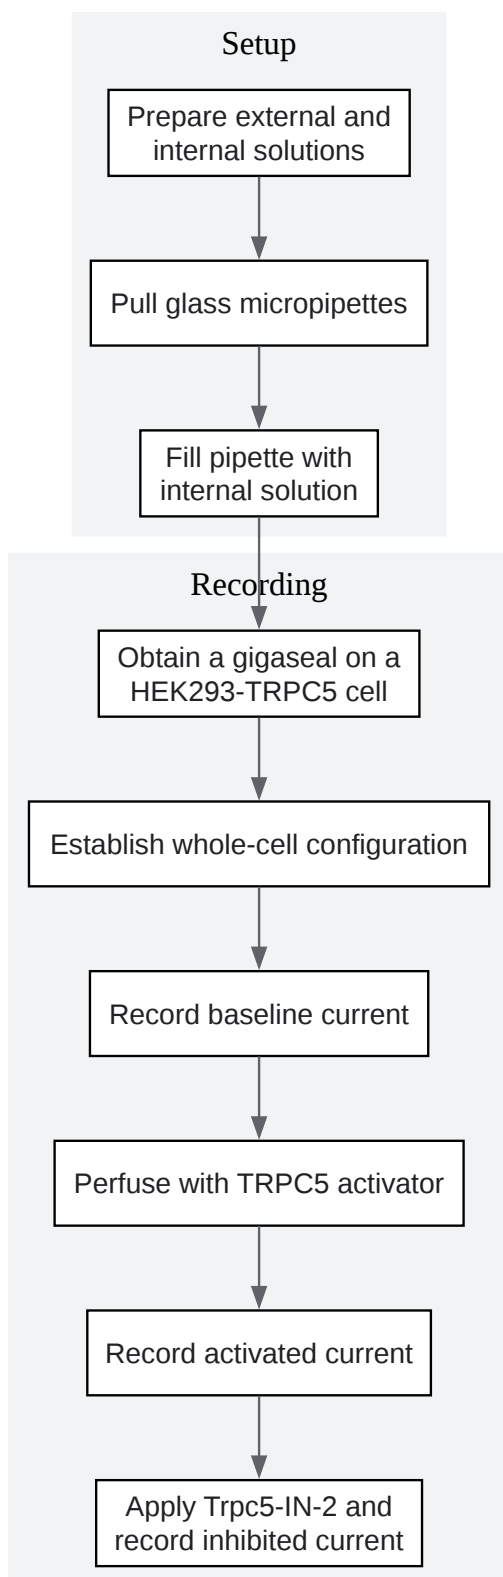 Setup
Prepare external and
internal solutions
Pull glass micropipettes
Fill pipette with
internal solution
Recording
Obtain a gigaseal on a
HEK293-TRPC5 cell
Establish whole-cell configuration
Record baseline current
Perfuse with TRPC5 activator
Record activated current
Apply Trpc5-IN-2 and
record inhibited current